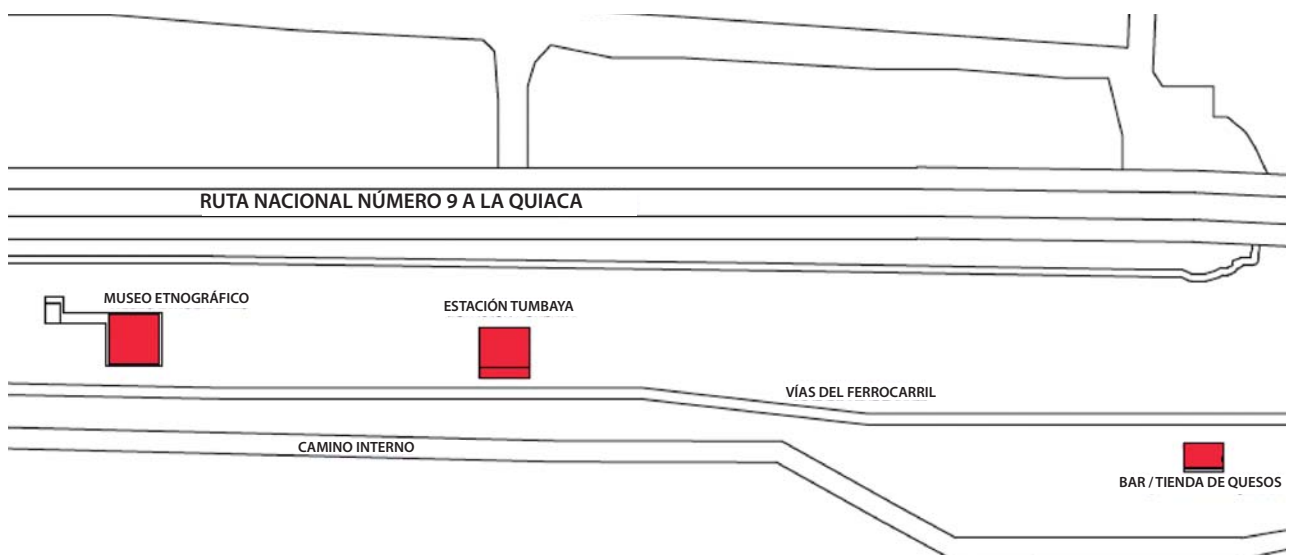 RUTA NACIONAL NÚMERO 9 A LA QUIACA
MUSEO ETNOGRÁFICO
ESTACIÓN TUMBAYA
VÍAS DEL FERROCARRIL
CAMINO INTERNO
BAR / TIENDA DE QUESOS